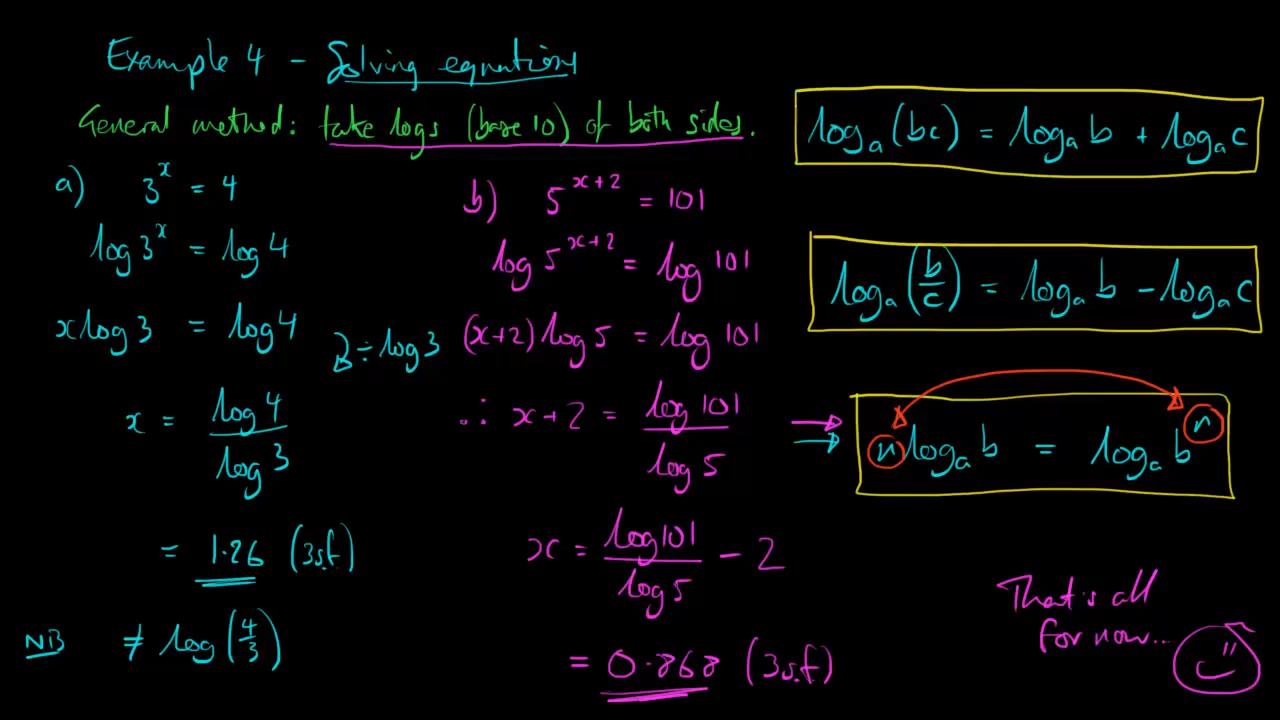 Example 4 - Solving equations
General method: take logs (base 10) of both sides.
a) 3^x = 4
log 3^x = log 4
x log 3 = log 4
÷ log 3
x = log 4 / log 3
= 1.26 (3s.f)
NB ≠ log (4/3)
b) 5^(x+2) = 101
log 5^(x+2) = log 101
(x+2) log 5 = log 101
∴ x+2 = log 101 / log 5
x = log 101 / log 5 - 2
= 0.868 (3s.f)
log_a (bc) = log_a b + log_a c
log_a (b/c) = log_a b - log_a c
n log_a b = log_a b^n
That's all
for now...